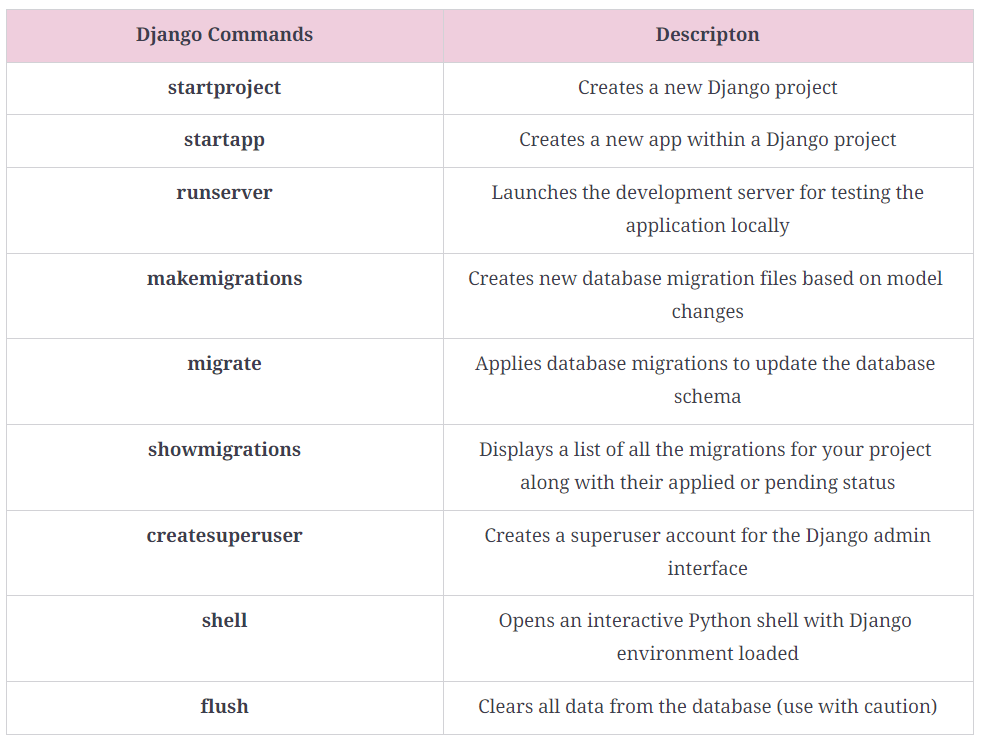 Django Commands Descripton
startproject Creates a new Django project
startapp Creates a new app within a Django project
runserver Launches the development server for testing the
application locally
makemigrations Creates new database migration files based on model
changes
migrate Applies database migrations to update the database
schema
showmigrations Displays a list of all the migrations for your project
along with their applied or pending status
createsuperuser Creates a superuser account for the Django admin
interface
shell Opens an interactive Python shell with Django
environment loaded
flush Clears all data from the database (use with caution)